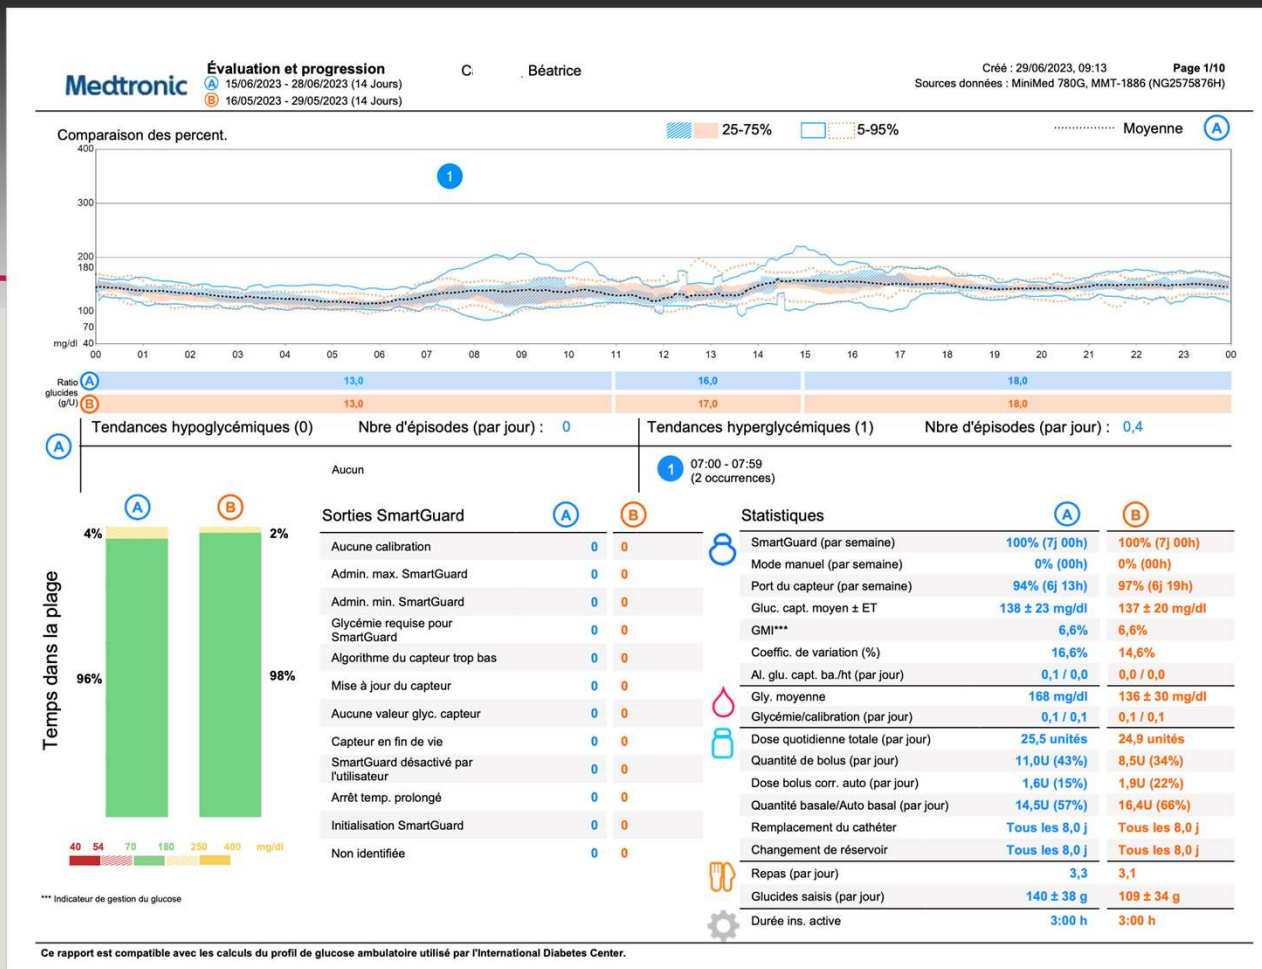 Medtronic
Évaluation et progression
A 15/06/2023 - 28/06/2023 (14 Jours)
B 16/05/2023 - 29/05/2023 (14 Jours)
Béatrice
Créé : 29/06/2023, 09:13 Page 1/10
Sources données : MiniMed 780G, MMT-1886 (NG2575876H)
Comparaison des percent.
25-75% 5-95% Moyenne A
400
300
200
180
100
70
mg/dl 40
1
00 01 02 03 04 05 06 07 08 09 10 11 12 13 14 15 16 17 18 19 20 21 22 23 00
Ratio glucides (g/U)
A 13,0 16,0 18,0
B 13,0 17,0 18,0
A
Tendances hypoglycémiques (0) Nbre d'épisodes (par jour) : 0
Aucun
Tendances hyperglycémiques (1) Nbre d'épisodes (par jour) : 0,4
1 07:00 - 07:59
(2 occurrences)
Temps dans la plage
A B
4% 2%
96% 98%
40 54 70 180 250 400 mg/dl
*** Indicateur de gestion du glucose
Sorties SmartGuard A B
Aucune calibration 0 0
Admin. max. SmartGuard 0 0
Admin. min. SmartGuard 0 0
Glycémie requise pour
SmartGuard 0 0
Algorithme du capteur trop bas 0 0
Mise à jour du capteur 0 0
Aucune valeur glyc. capteur 0 0
Capteur en fin de vie 0 0
SmartGuard désactivé par
l'utilisateur 0 0
Arrêt temp. prolongé 0 0
Initialisation SmartGuard 0 0
Non identifiée 0 0
Statistiques A B
SmartGuard (par semaine) 100% (7j 00h) 100% (7j 00h)
Mode manuel (par semaine) 0% (00h) 0% (00h)
Port du capteur (par semaine) 94% (6j 13h) 97% (6j 19h)
Gluc. capt. moyen ± ET 138 ± 23 mg/dl 137 ± 20 mg/dl
GMI*** 6,6% 6,6%
Coeffic. de variation (%) 16,6% 14,6%
Al. glu. capt. ba./ht (par jour) 0,1 / 0,0 0,0 / 0,0
Gly. moyenne 168 mg/dl 136 ± 30 mg/dl
Glycémie/calibration (par jour) 0,1 / 0,1 0,1 / 0,1
Dose quotidienne totale (par jour) 25,5 unités 24,9 unités
Quantité de bolus (par jour) 11,0U (43%) 8,5U (34%)
Dose bolus corr. auto (par jour) 1,6U (15%) 1,9U (22%)
Quantité basale/Auto basal (par jour) 14,5U (57%) 16,4U (66%)
Remplacement du cathéter Tous les 8,0 j Tous les 8,0 j
Changement de réservoir Tous les 8,0 j Tous les 8,0 j
Repas (par jour) 3,3 3,1
Glucides saisis (par jour) 140 ± 38 g 109 ± 34 g
Durée ins. active 3:00 h 3:00 h
Ce rapport est compatible avec les calculs du profil de glucose ambulatoire utilisé par l'International Diabetes Center.